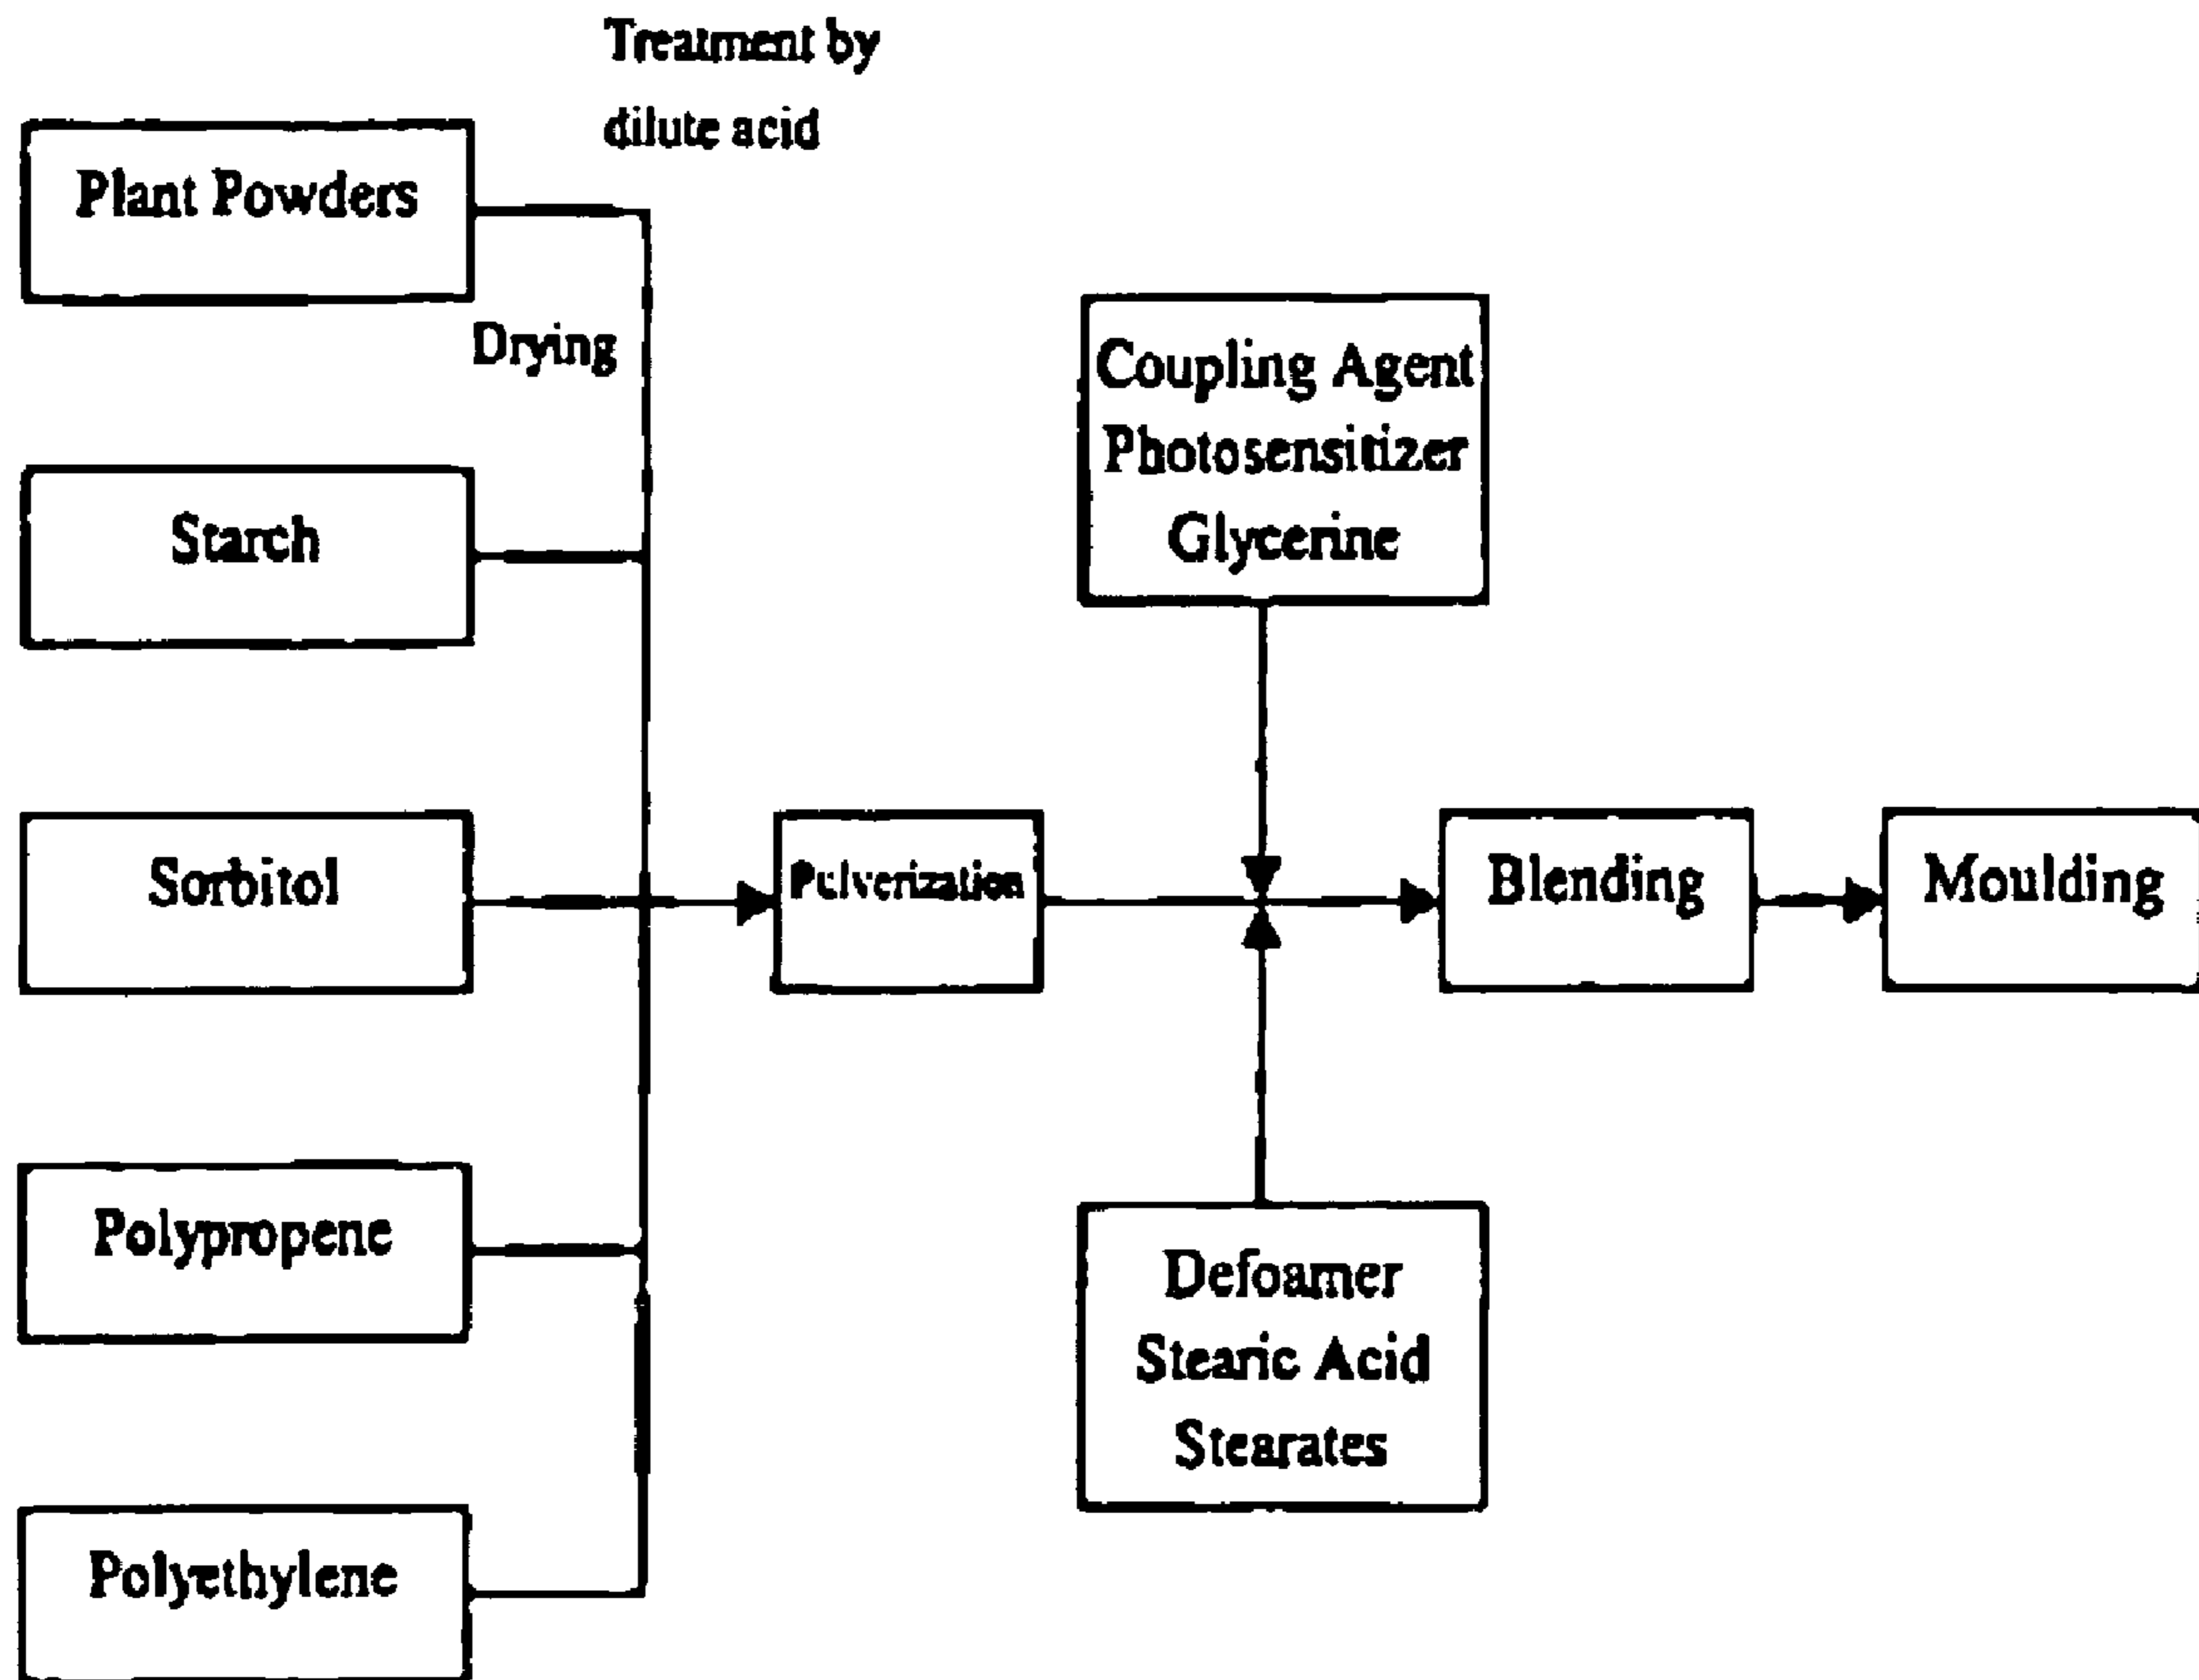 Treatment by
dilute acid
Plant Powders
Drying
Coupling Agent
Photosensitizer
Glycerine
Starch
Sorbitol
Pulverization
Blending
Moulding
Polypropene
Defoamer
Stearic Acid
Stearates
Polyethylene